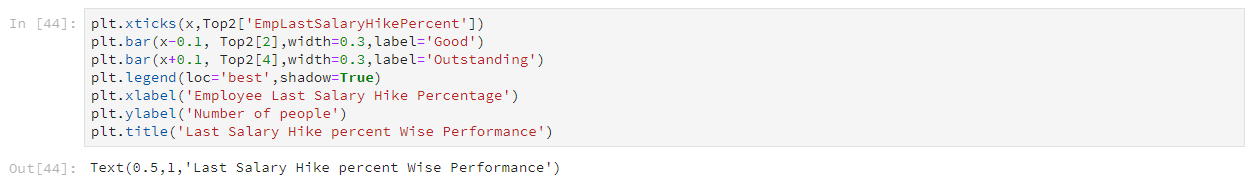 In [44]: plt.xticks(x,Top2['EmpLastSalaryHikePercent'])
plt.bar(x-0.1, Top2[2],width=0.3,label='Good')
plt.bar(x+0.1, Top2[4],width=0.3,label='Outstanding')
plt.legend(loc='best',shadow=True)
plt.xlabel('Employee Last Salary Hike Percentage')
plt.ylabel('Number of people')
plt.title('Last Salary Hike percent Wise Performance')
Out[44]: Text(0.5,1,'Last Salary Hike percent Wise Performance')